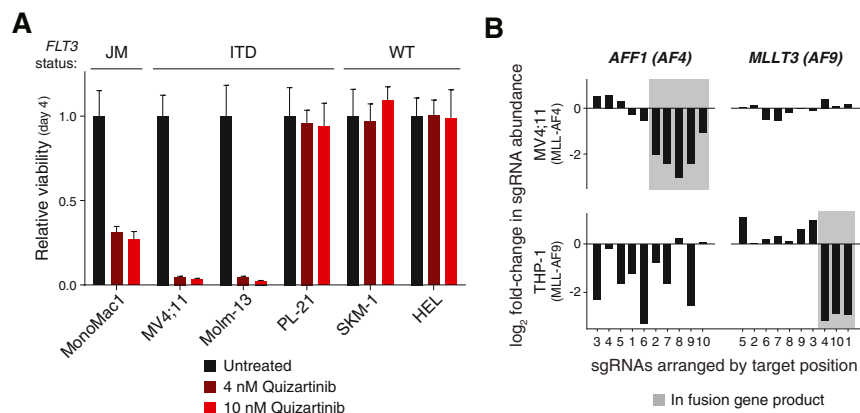 A
FLT3 status:
JM
ITD
WT
Relative viability (day 4)
1.0
0.5
0.0
MonoMac1
MV4;11
Molm-13
PL-21
SKM-1
HEL
Untreated
4 nM Quizartinib
10 nM Quizartinib
B
AFF1 (AF4)
MLLT3 (AF9)
log2 fold-change in sgRNA abundance
MV4;11
(MLL-AF4)
0
-2
THP-1
(MLL-AF9)
0
-2
3 4 5 1 6 2 7 8 9 10
5 2 6 7 8 9 3 4 10 1
sgRNAs arranged by target position
In fusion gene product